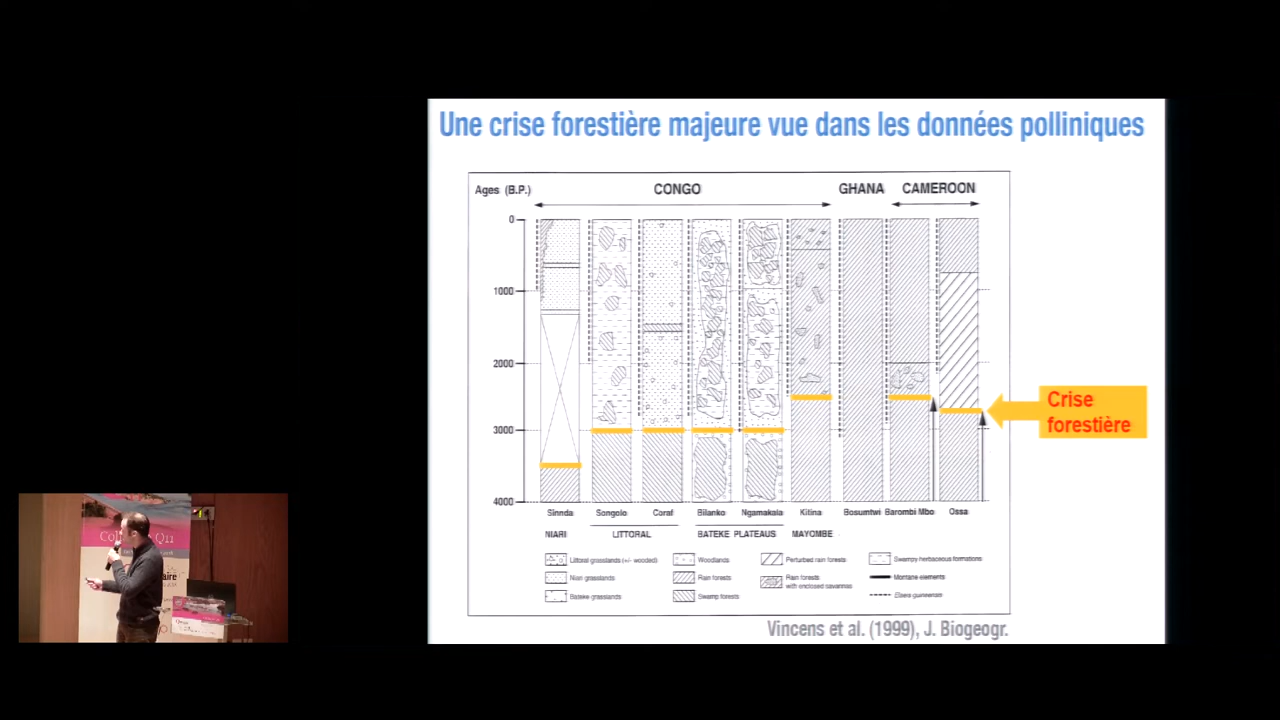 Une crise forestière majeure vue dans les données polliniques
Ages (B.P.) CONGO GHANA CAMEROON
0
1000
2000
3000
4000
Crise
forestière
Sinnda Songolo Coraf Bilanko Ngamakala Kitina Bosumtwi Barombi Mbo Ossa
NIARI LITTORAL BATEKE PLATEAUS MAYOMBE
Littoral grasslands (+/- wooded) Woodlands Perturbed rain forests Swampy herbaceous formations
Niari grasslands Rain forests Rain forests with enclosed savannas Montane elements
Bateke grasslands Swamp forests Elaeis guineensis
Vincens et al. (1999), J. Biogeogr.